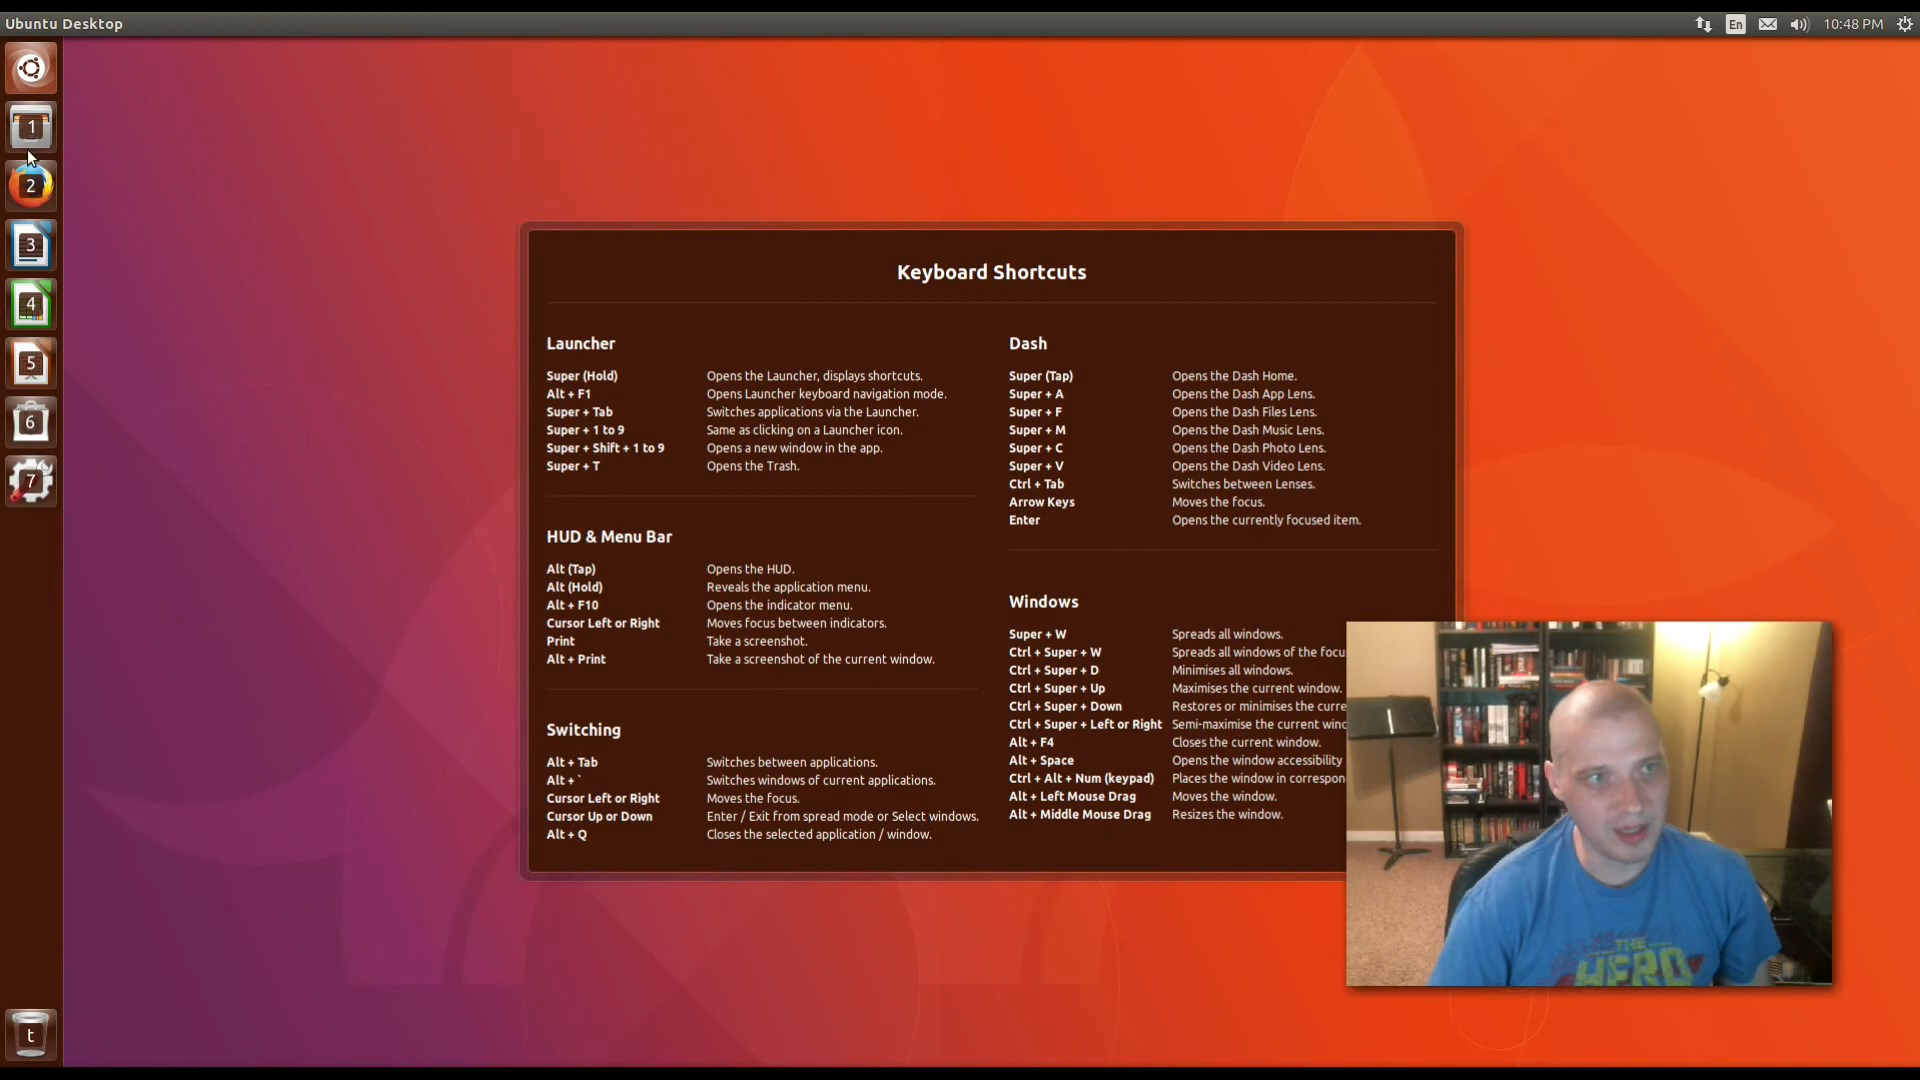 Ubuntu Desktop
En
10:48 PM
1
2
3
4
5
6
7
t
Keyboard Shortcuts
Launcher
Super (Hold) Opens the Launcher, displays shortcuts.
Alt + F1 Opens Launcher keyboard navigation mode.
Super + Tab Switches applications via the Launcher.
Super + 1 to 9 Same as clicking on a Launcher icon.
Super + Shift + 1 to 9 Opens a new window in the app.
Super + T Opens the Trash.
HUD & Menu Bar
Alt (Tap) Opens the HUD.
Alt (Hold) Reveals the application menu.
Alt + F10 Opens the indicator menu.
Cursor Left or Right Moves focus between indicators.
Print Take a screenshot.
Alt + Print Take a screenshot of the current window.
Switching
Alt + Tab Switches between applications.
Alt + ` Switches windows of current applications.
Cursor Left or Right Moves the focus.
Cursor Up or Down Enter / Exit from spread mode or Select windows.
Alt + Q Closes the selected application / window.
Dash
Super (Tap) Opens the Dash Home.
Super + A Opens the Dash App Lens.
Super + F Opens the Dash Files Lens.
Super + M Opens the Dash Music Lens.
Super + C Opens the Dash Photo Lens.
Super + V Opens the Dash Video Lens.
Ctrl + Tab Switches between Lenses.
Arrow Keys Moves the focus.
Enter Opens the currently focused item.
Windows
Super + W Spreads all windows.
Ctrl + Super + W Spreads all windows of the focu
Ctrl + Super + D Minimises all windows.
Ctrl + Super + Up Maximises the current window.
Ctrl + Super + Down Restores or minimises the curre
Ctrl + Super + Left or Right Semi-maximise the current wind
Alt + F4 Closes the current window.
Alt + Space Opens the window accessibility
Ctrl + Alt + Num (keypad) Places the window in correspon
Alt + Left Mouse Drag Moves the window.
Alt + Middle Mouse Drag Resizes the window.
THE
HERO